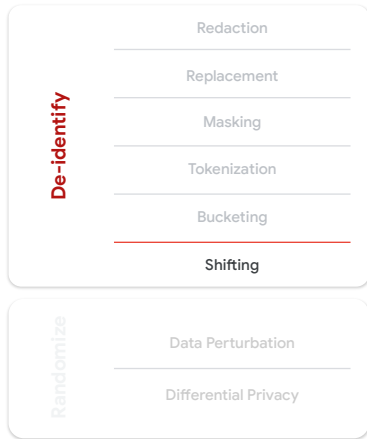 De-identify
Redaction
Replacement
Masking
Tokenization
Bucketing
Shifting
Randomize
Data Perturbation
Differential Privacy